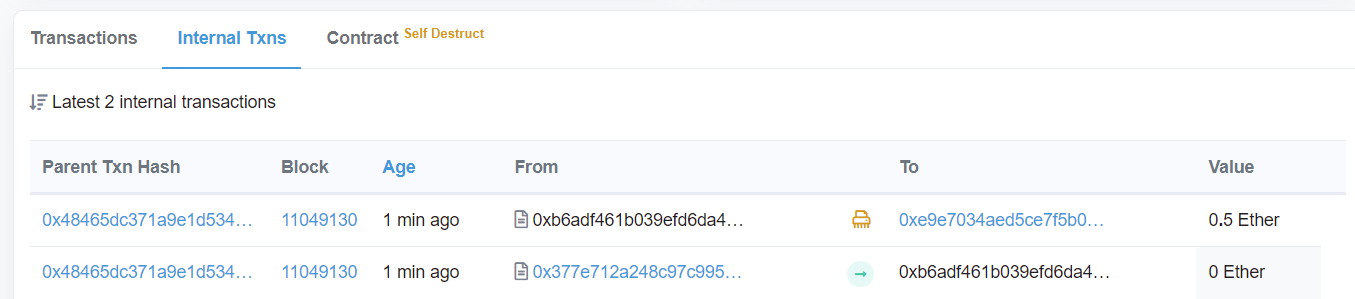 Transactions Internal Txns Contract Self Destruct
Latest 2 internal transactions
Parent Txn Hash Block Age From To Value
0x48465dc371a9e1d534... 11049130 1 min ago 0xb6adf461b039efd6da4... 0xe9e7034aed5ce7f5b0... 0.5 Ether
0x48465dc371a9e1d534... 11049130 1 min ago 0x377e712a248c97c995... 0xb6adf461b039efd6da4... 0 Ether